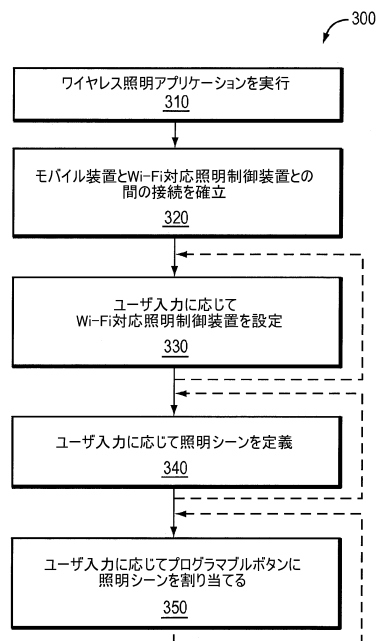 300
ワイヤレス照明アプリケーションを実行
310
モバイル装置とWi-Fi対応照明制御装置との
間の接続を確立
320
ユーザ入力に応じて
Wi-Fi対応照明制御装置を設定
330
ユーザ入力に応じて照明シーンを定義
340
ユーザ入力に応じてプログラマブルボタンに
照明シーンを割り当てる
350